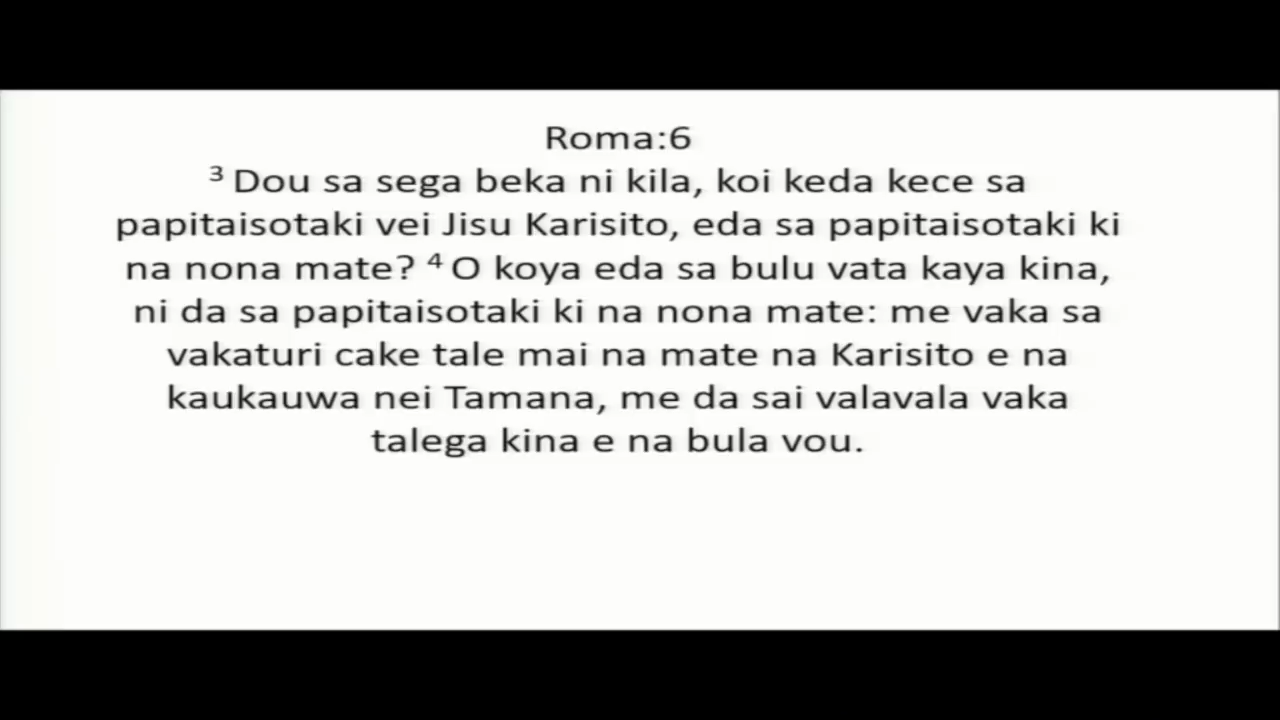 Roma:6
³ Dou sa sega beka ni kila, koi keda kece sa
papitaisotaki vei Jisu Karisito, eda sa papitaisotaki ki
na nona mate? ⁴ O koya eda sa bulu vata kaya kina,
ni da sa papitaisotaki ki na nona mate: me vaka sa
vakaturi cake tale mai na mate na Karisito e na
kaukauwa nei Tamana, me da sai valavala vaka
talega kina e na bula vou.